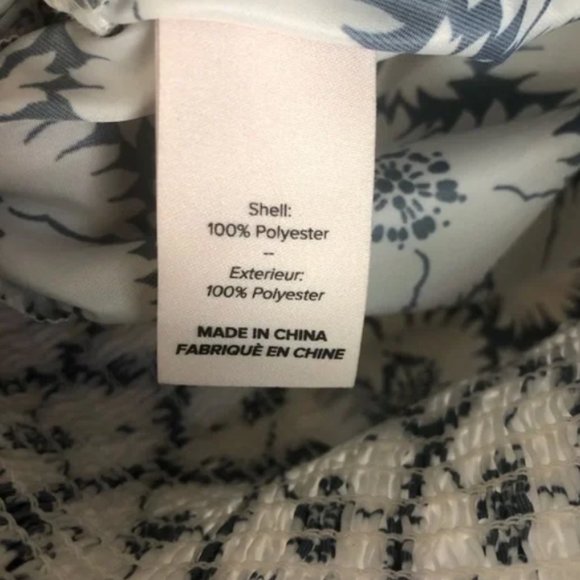 Shell:
100% Polyester
–
Exterieur:
100% Polyester
MADE IN CHINA
FABRIQUÈ EN CHINE